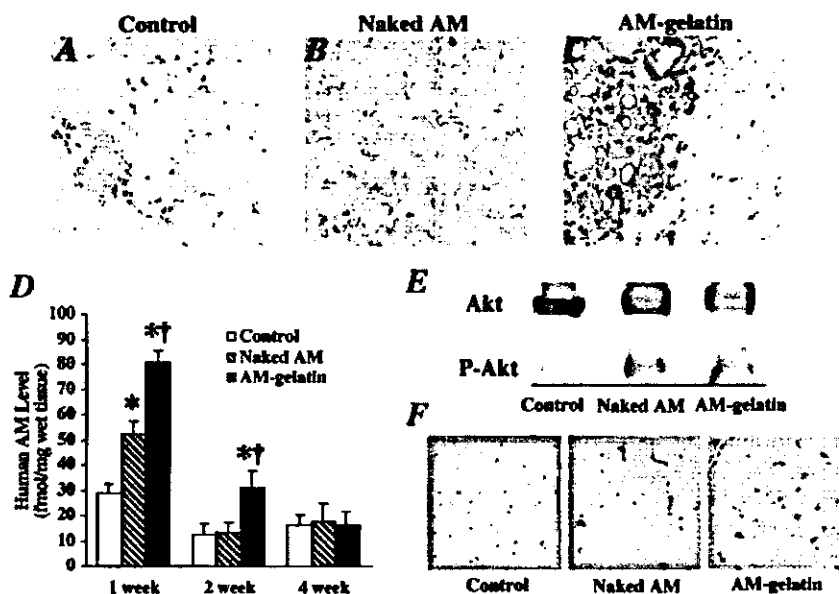 Control Naked AM AM-gelatin
A B
D
Human AM Level
(fmol/mg wet tissue)
100
90
80
70
60
50
40
30
20
10
0
*
*†
*†
Control
Naked AM
AM-gelatin
1 week 2 week 4 week
E
Akt
P-Akt
Control Naked AM AM-gelatin
F
Control Naked AM AM-gelatin